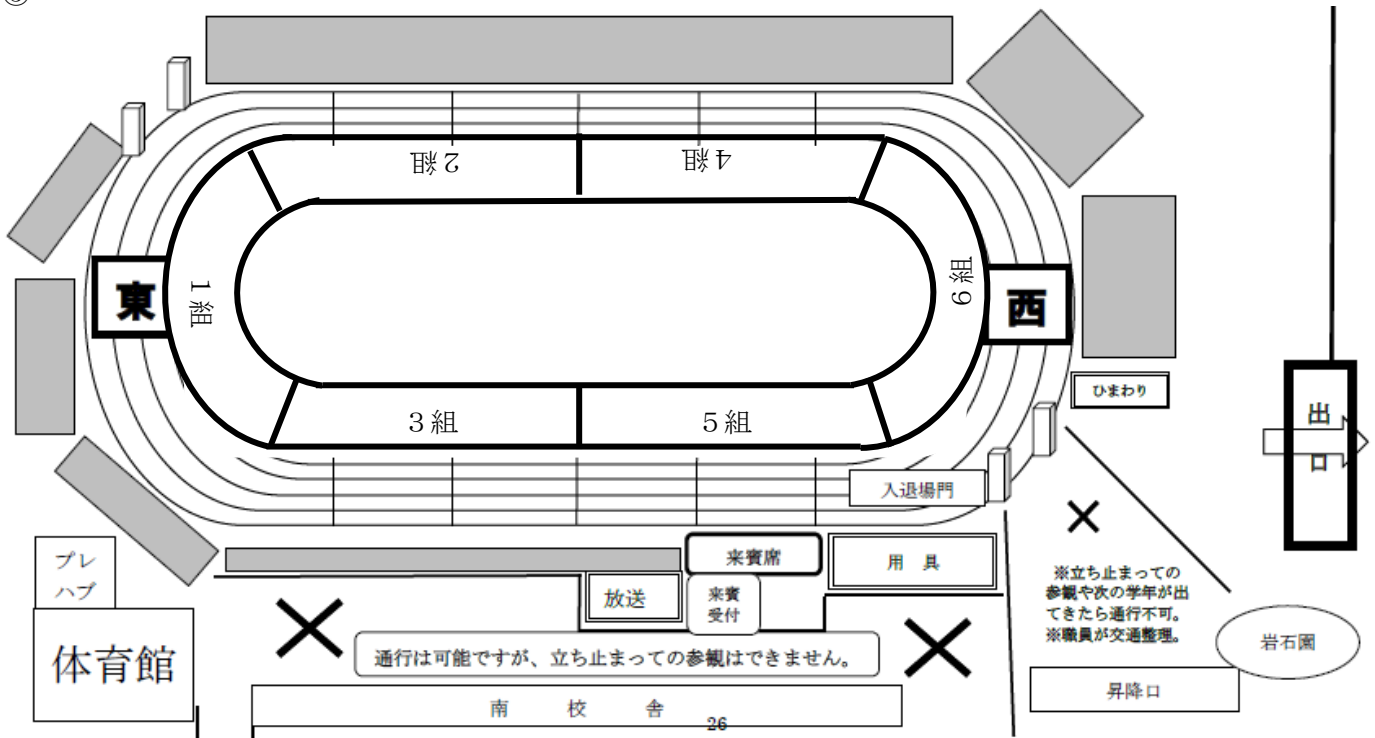 2組
4組
1組
6組
東
西
3組
5組
ひまわり
出口
入退場門
プレ
ハブ
来賓席
用 具
放送
来賓
受付
※立ち止まっての
参観や次の学年が出
てきたら通行不可。
※職員が交通整理。
体育館
通行は可能ですが、立ち止まっての参観はできません。
岩石園
昇降口
南 校 舎
26